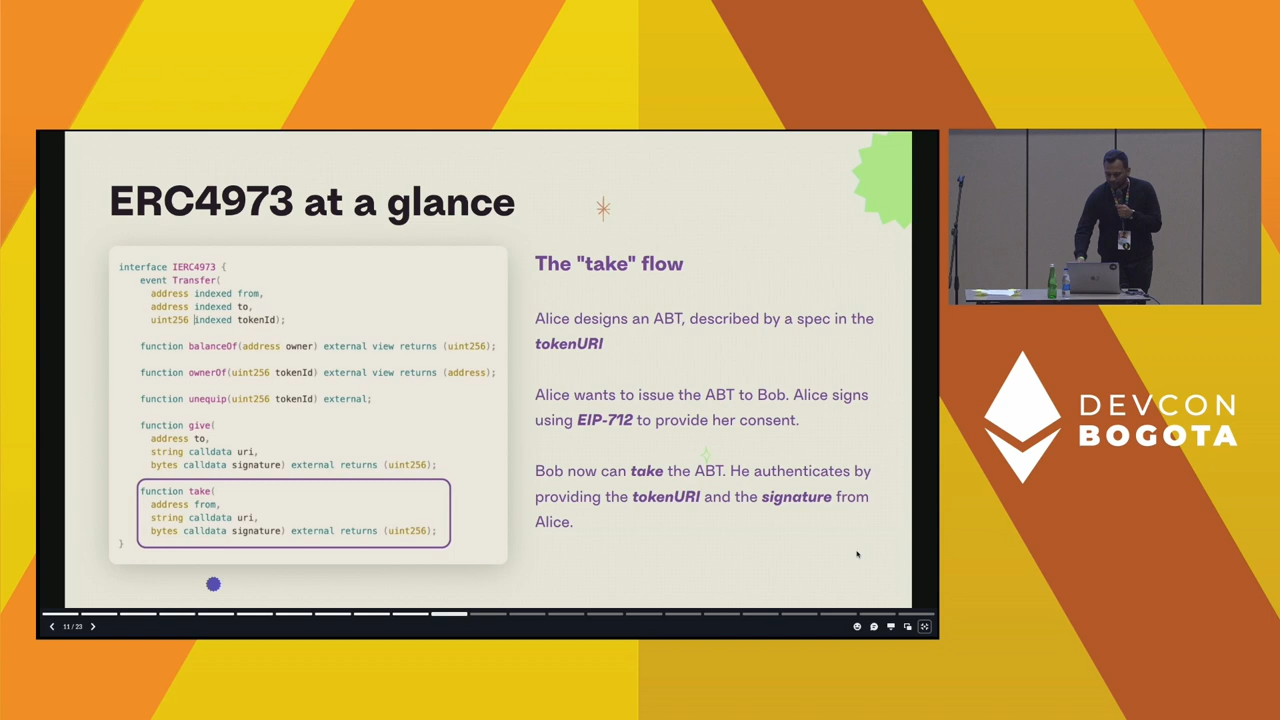 ERC4973 at a glance
interface IERC4973 {
event Transfer(
address indexed from,
address indexed to,
uint256 indexed tokenId);
function balanceOf(address owner) external view returns (uint256);
function ownerOf(uint256 tokenId) external view returns (address);
function unequip(uint256 tokenId) external;
function give(
address to,
string calldata uri,
bytes calldata signature) external returns (uint256);
function take(
address from,
string calldata uri,
bytes calldata signature) external returns (uint256);
}
The "take" flow
Alice designs an ABT, described by a spec in the
tokenURI
Alice wants to issue the ABT to Bob. Alice signs
using EIP-712 to provide her consent.
Bob now can take the ABT. He authenticates by
providing the tokenURI and the signature from
Alice.
11 / 23
DEVCON
BOGOTA